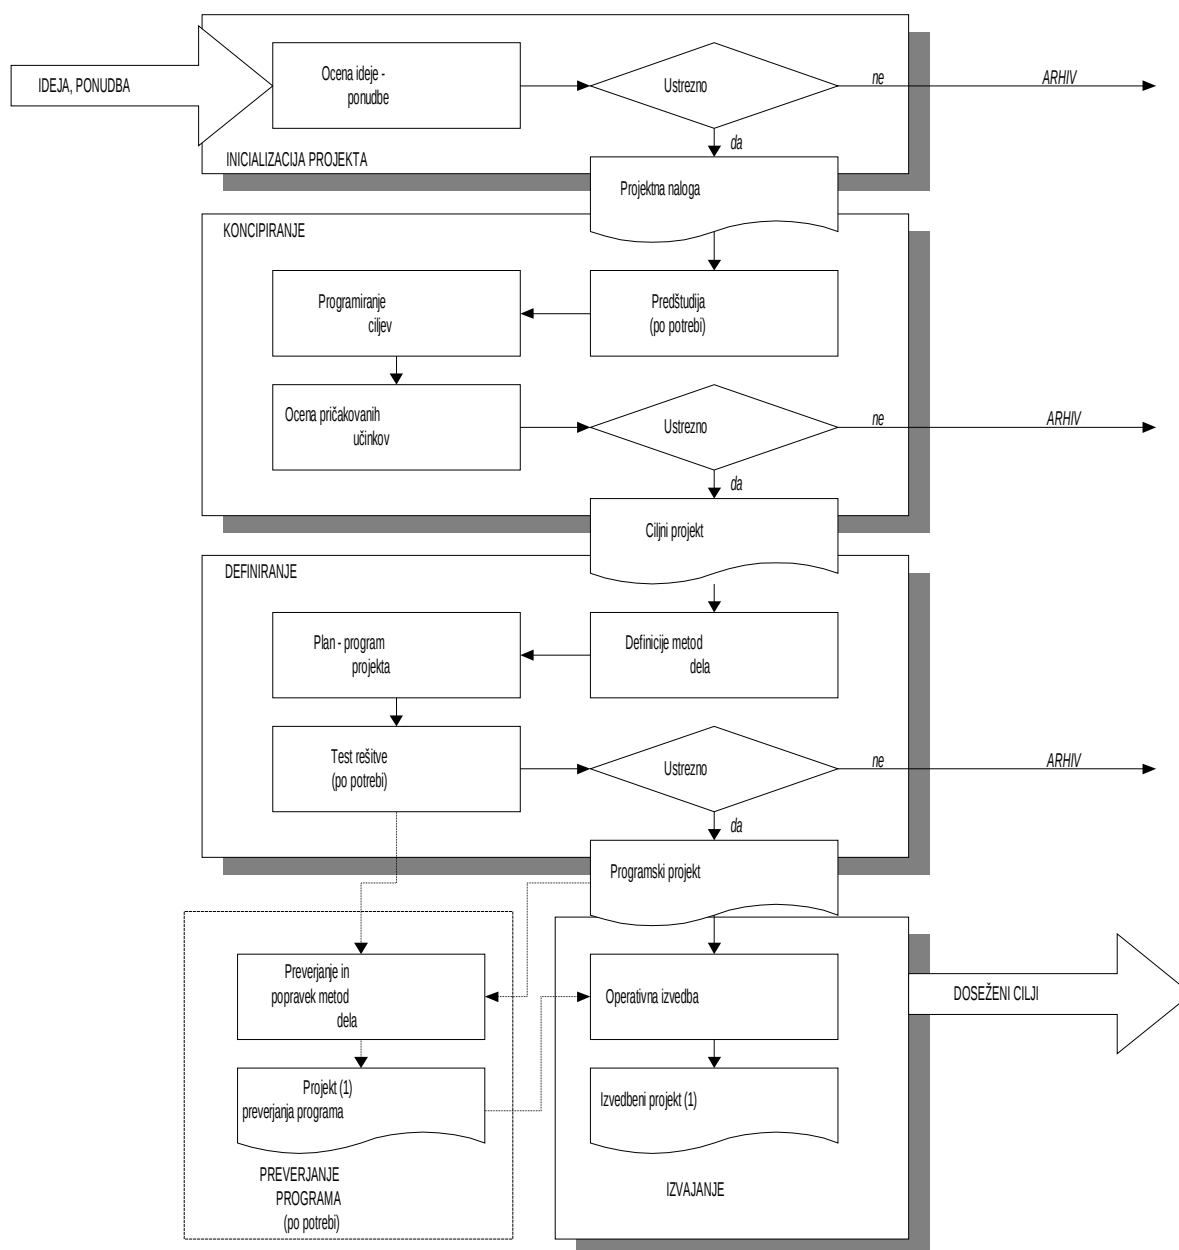 IDEJA, PONUDBA
Ocena ideje -
ponudbe
Ustrezno
ne
ARHIV
da
INICIALIZACIJA PROJEKTA
Projektna naloga
KONCIPIRANJE
Programiranje
ciljev
Predštudija
(po potrebi)
Ocena pričakovanih
učinkov
Ustrezno
ne
ARHIV
da
Ciljni projekt
DEFINIRANJE
Plan - program
projekta
Definicije metod
dela
Test rešitve
(po potrebi)
Ustrezno
ne
ARHIV
da
Programski projekt
Preverjanje in
popravek metod
dela
Operativna izvedba
DOSEŽENI CILJI
Projekt (1)
preverjanja programa
Izvedbeni projekt (1)
PREVERJANJE
PROGRAMA
(po potrebi)
IZVAJANJE